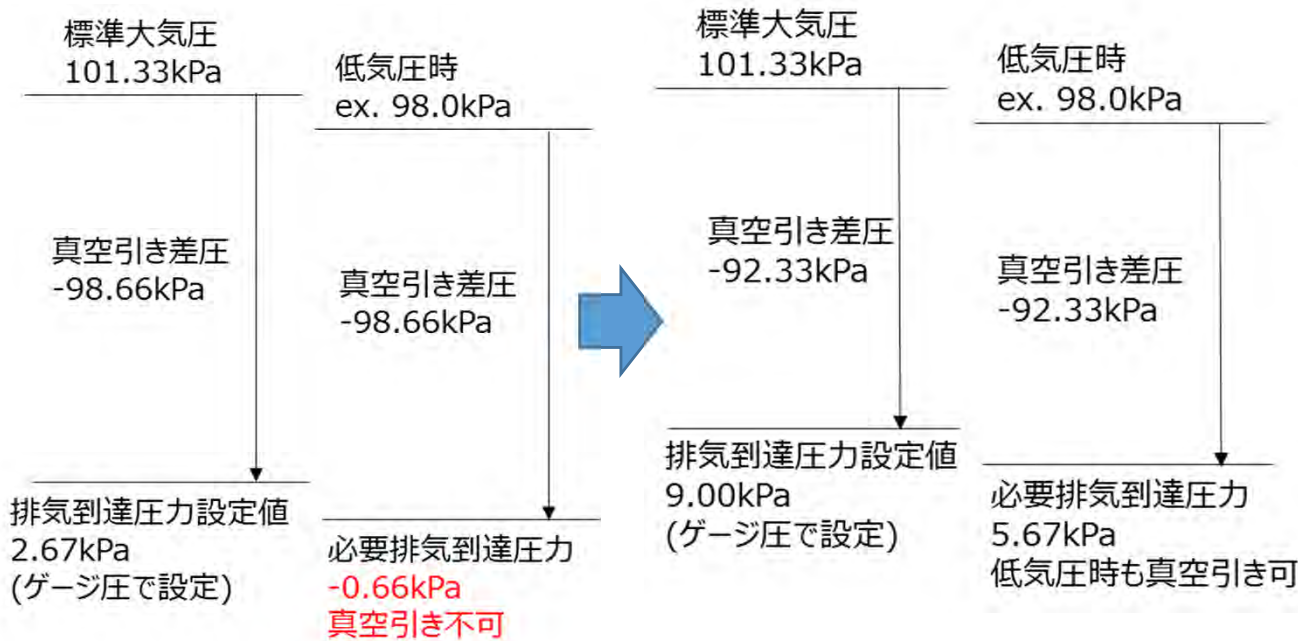 標準大気圧
101.33kPa
低気圧時
ex. 98.0kPa
真空引き差圧
-98.66kPa
真空引き差圧
-98.66kPa
排気到達圧力設定値
2.67kPa
(ゲージ圧で設定)
必要排気到達圧力
-0.66kPa
真空引き不可
標準大気圧
101.33kPa
低気圧時
ex. 98.0kPa
真空引き差圧
-92.33kPa
真空引き差圧
-92.33kPa
排気到達圧力設定値
9.00kPa
(ゲージ圧で設定)
必要排気到達圧力
5.67kPa
低気圧時も真空引き可